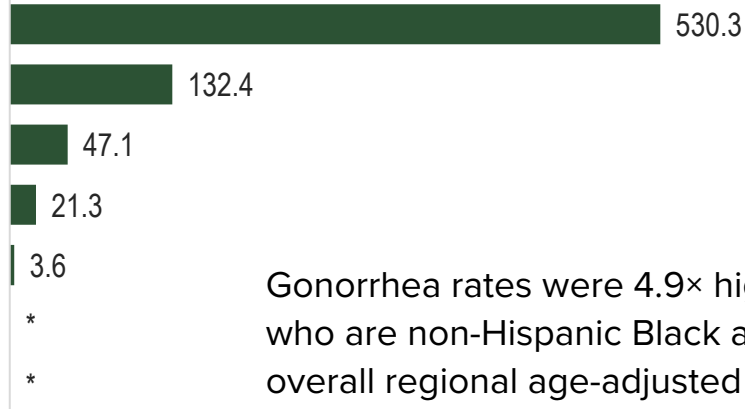 530.3
132.4
47.1
21.3
3.6
*
*
Gonorrhea rates were 4.9×
who are non-Hispanic Black
overall regional age-adjusted